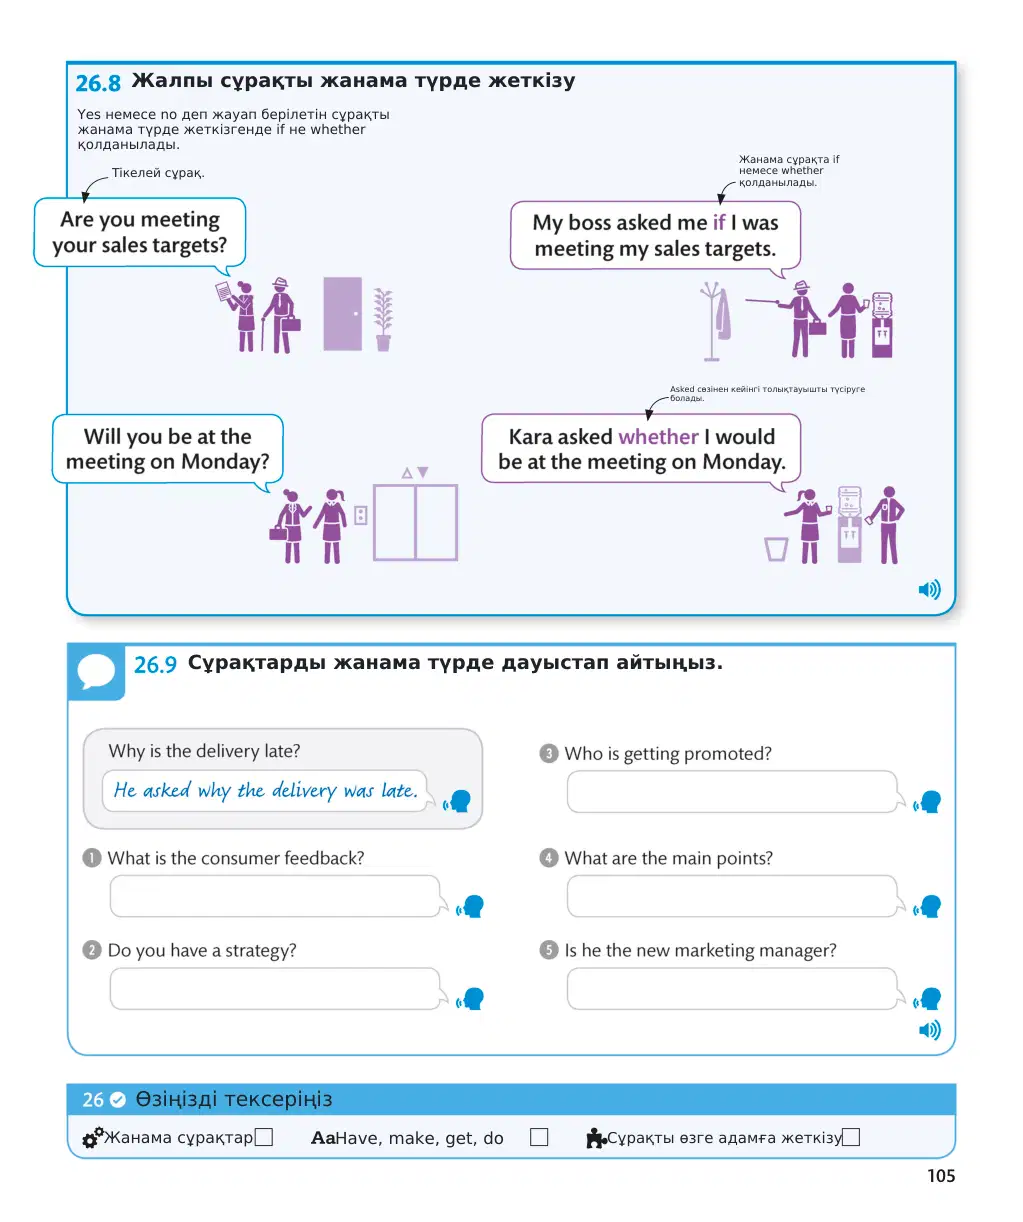 26.8 Жалпы сұрақты жанама түрде жеткізу
Yes немесе no деп жауап берілетін сұрақты
жанама түрде жеткізгенде if не whether
қолданылады.
Тікелей сұрақ.
Жанама сұрақта if
немесе whether
қолданылады.
Are you meeting
your sales targets?
My boss asked me if I was
meeting my sales targets.
Asked сөзінен кейінгі толықтауышты түсіруге
болады.
Will you be at the
meeting on Monday?
Kara asked whether I would
be at the meeting on Monday.
26.9 Сұрақтарды жанама түрде дауыстап айтыңыз.
Why is the delivery late?
He asked why the delivery was late.
1 What is the consumer feedback?
2 Do you have a strategy?
3 Who is getting promoted?
4 What are the main points?
5 Is he the new marketing manager?
26 Өзіңізді тексеріңіз
Жанама сұрақтар
Aa Have, make, get, do
Сұрақты өзге адамға жеткізу
105